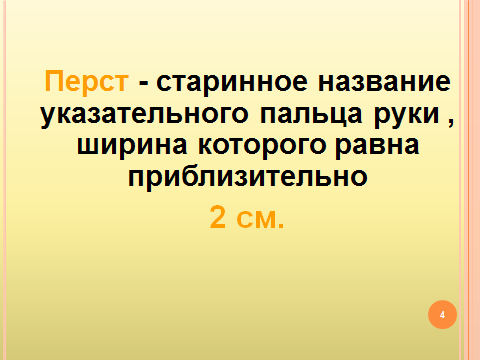 Перст - старинное название
указательного пальца руки ,
ширина которого равна
приблизительно
2 см.
4